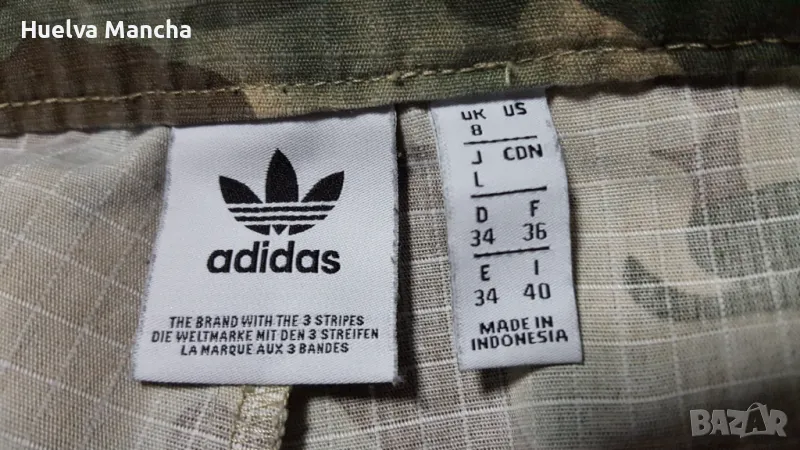 Huelva Mancha
adidas
THE BRAND WITH THE 3 STRIPES
DIE WELTMARKE MIT DEN 3 STREIFEN
LA MARQUE AUX 3 BANDES
UK US
8
J CDN
L
D F
34 36
E I
34 40
MADE IN
INDONESIA
BAZAR